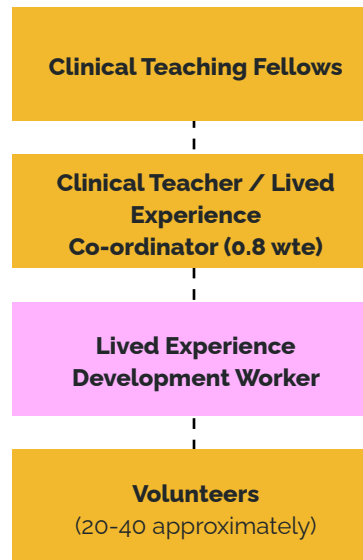 Clinical Teaching Fellows
Clinical Teacher / Lived
Experience
Co-ordinator (0.8 wte)
Lived Experience
Development Worker
Volunteers
(20-40 approximately)